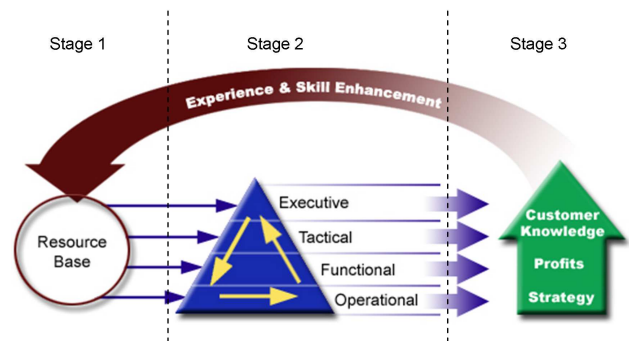 Stage 1
Stage 2
Stage 3
Experience & Skill Enhancement
Resource
Base
Executive
Tactical
Functional
Operational
Customer
Knowledge
Profits
Strategy